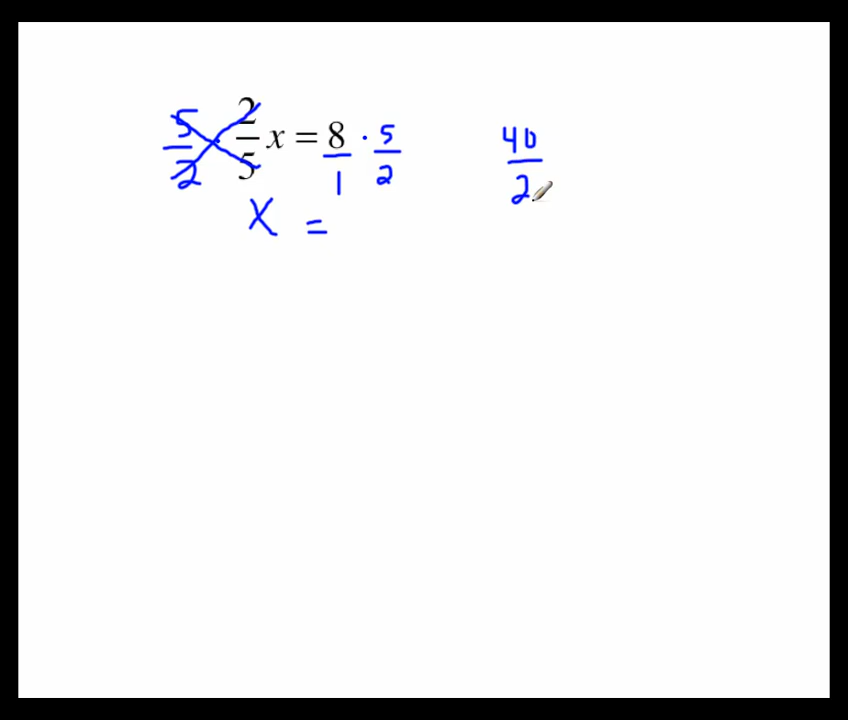 5/2 · 2/5 x = 8/1 · 5/2
40/2
X =